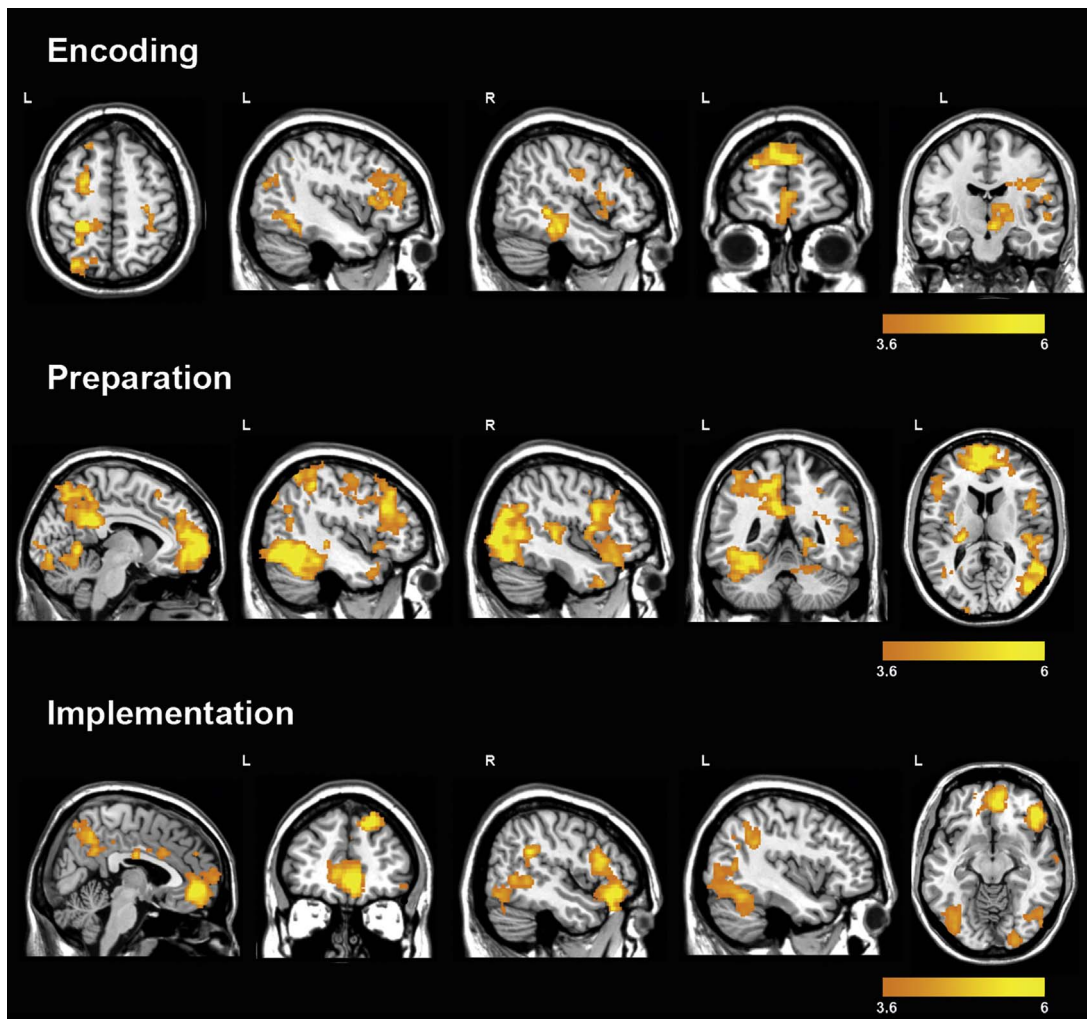 Encoding
L L R L L
3.6 6
Preparation
L R L L
3.6 6
Implementation
L R L L
3.6 6